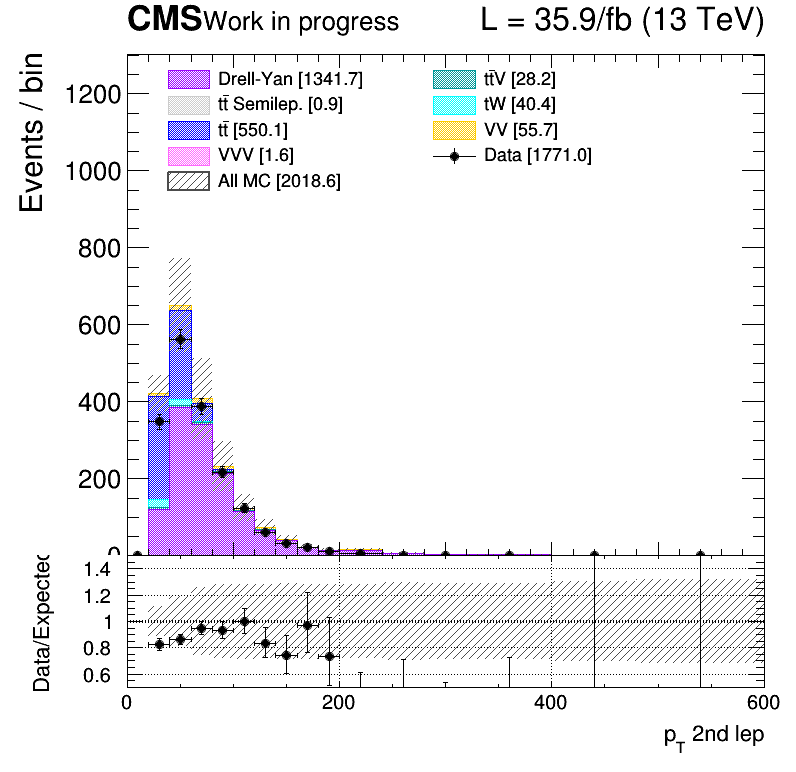 CMS Work in progress L = 35.9/fb (13 TeV)
Events / bin
1200
1000
800
600
400
200
0
Drell-Yan [1341.7]
tt̄ Semilep. [0.9]
tt̄ [550.1]
VVV [1.6]
All MC [2018.6]
tt̄V [28.2]
tW [40.4]
VV [55.7]
Data [1771.0]
Data/Expected
1.4
1.2
1
0.8
0.6
0 200 400 600
p_T 2nd lep